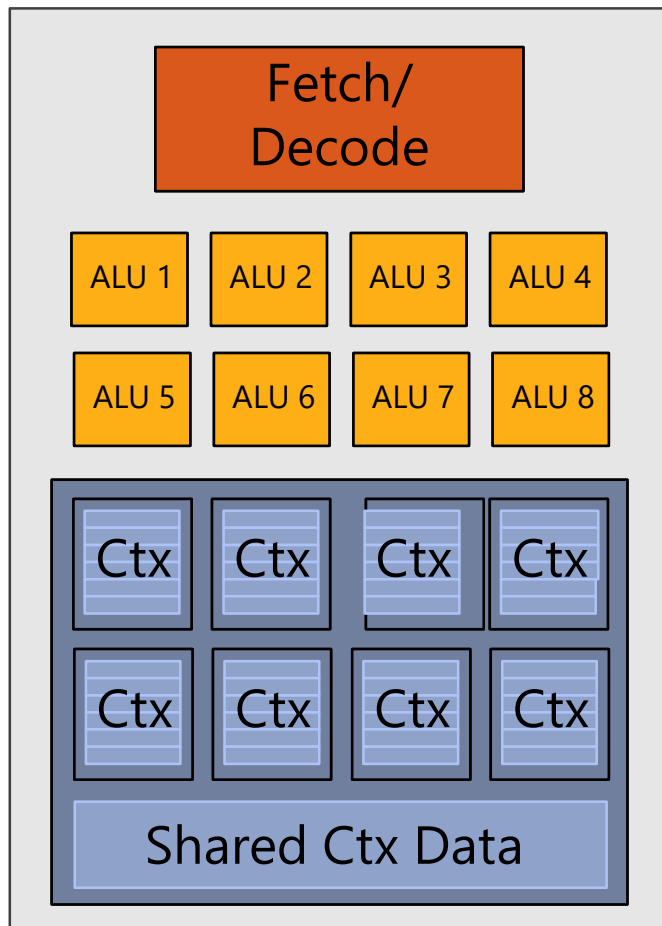 Fetch/
Decode
ALU 1 ALU 2 ALU 3 ALU 4
ALU 5 ALU 6 ALU 7 ALU 8
Ctx Ctx Ctx Ctx
Ctx Ctx Ctx Ctx
Shared Ctx Data